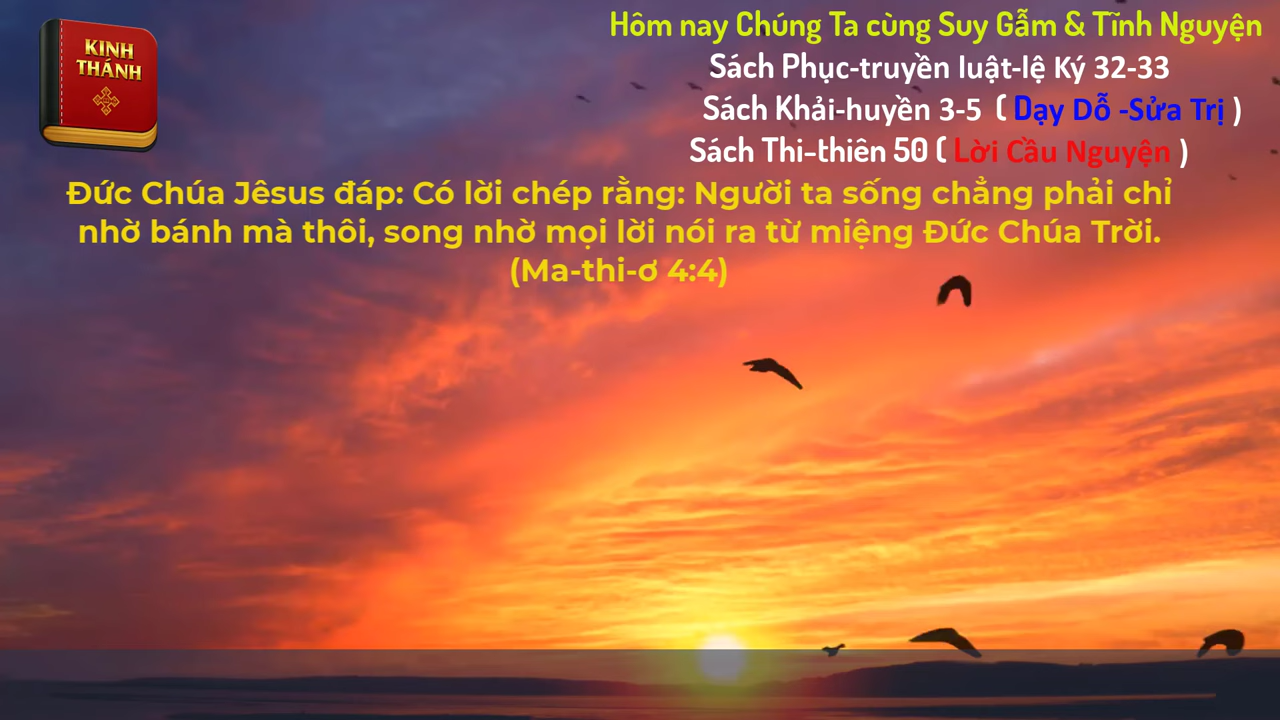 KINH
THÁNH
Hôm nay Chúng Ta cùng Suy Gẫm & Tĩnh Nguyện
Sách Phục-truyền luật-lệ Ký 32-33
Sách Khải-huyền 3-5 ( Dạy Dỗ -Sửa Trị )
Sách Thi-thiên 50 ( Lời Cầu Nguyện )
Đức Chúa Jêsus đáp: Có lời chép rằng: Người ta sống chẳng phải chỉ
nhờ bánh mà thôi, song nhờ mọi lời nói ra từ miệng Đức Chúa Trời.
(Ma-thi-ơ 4:4)